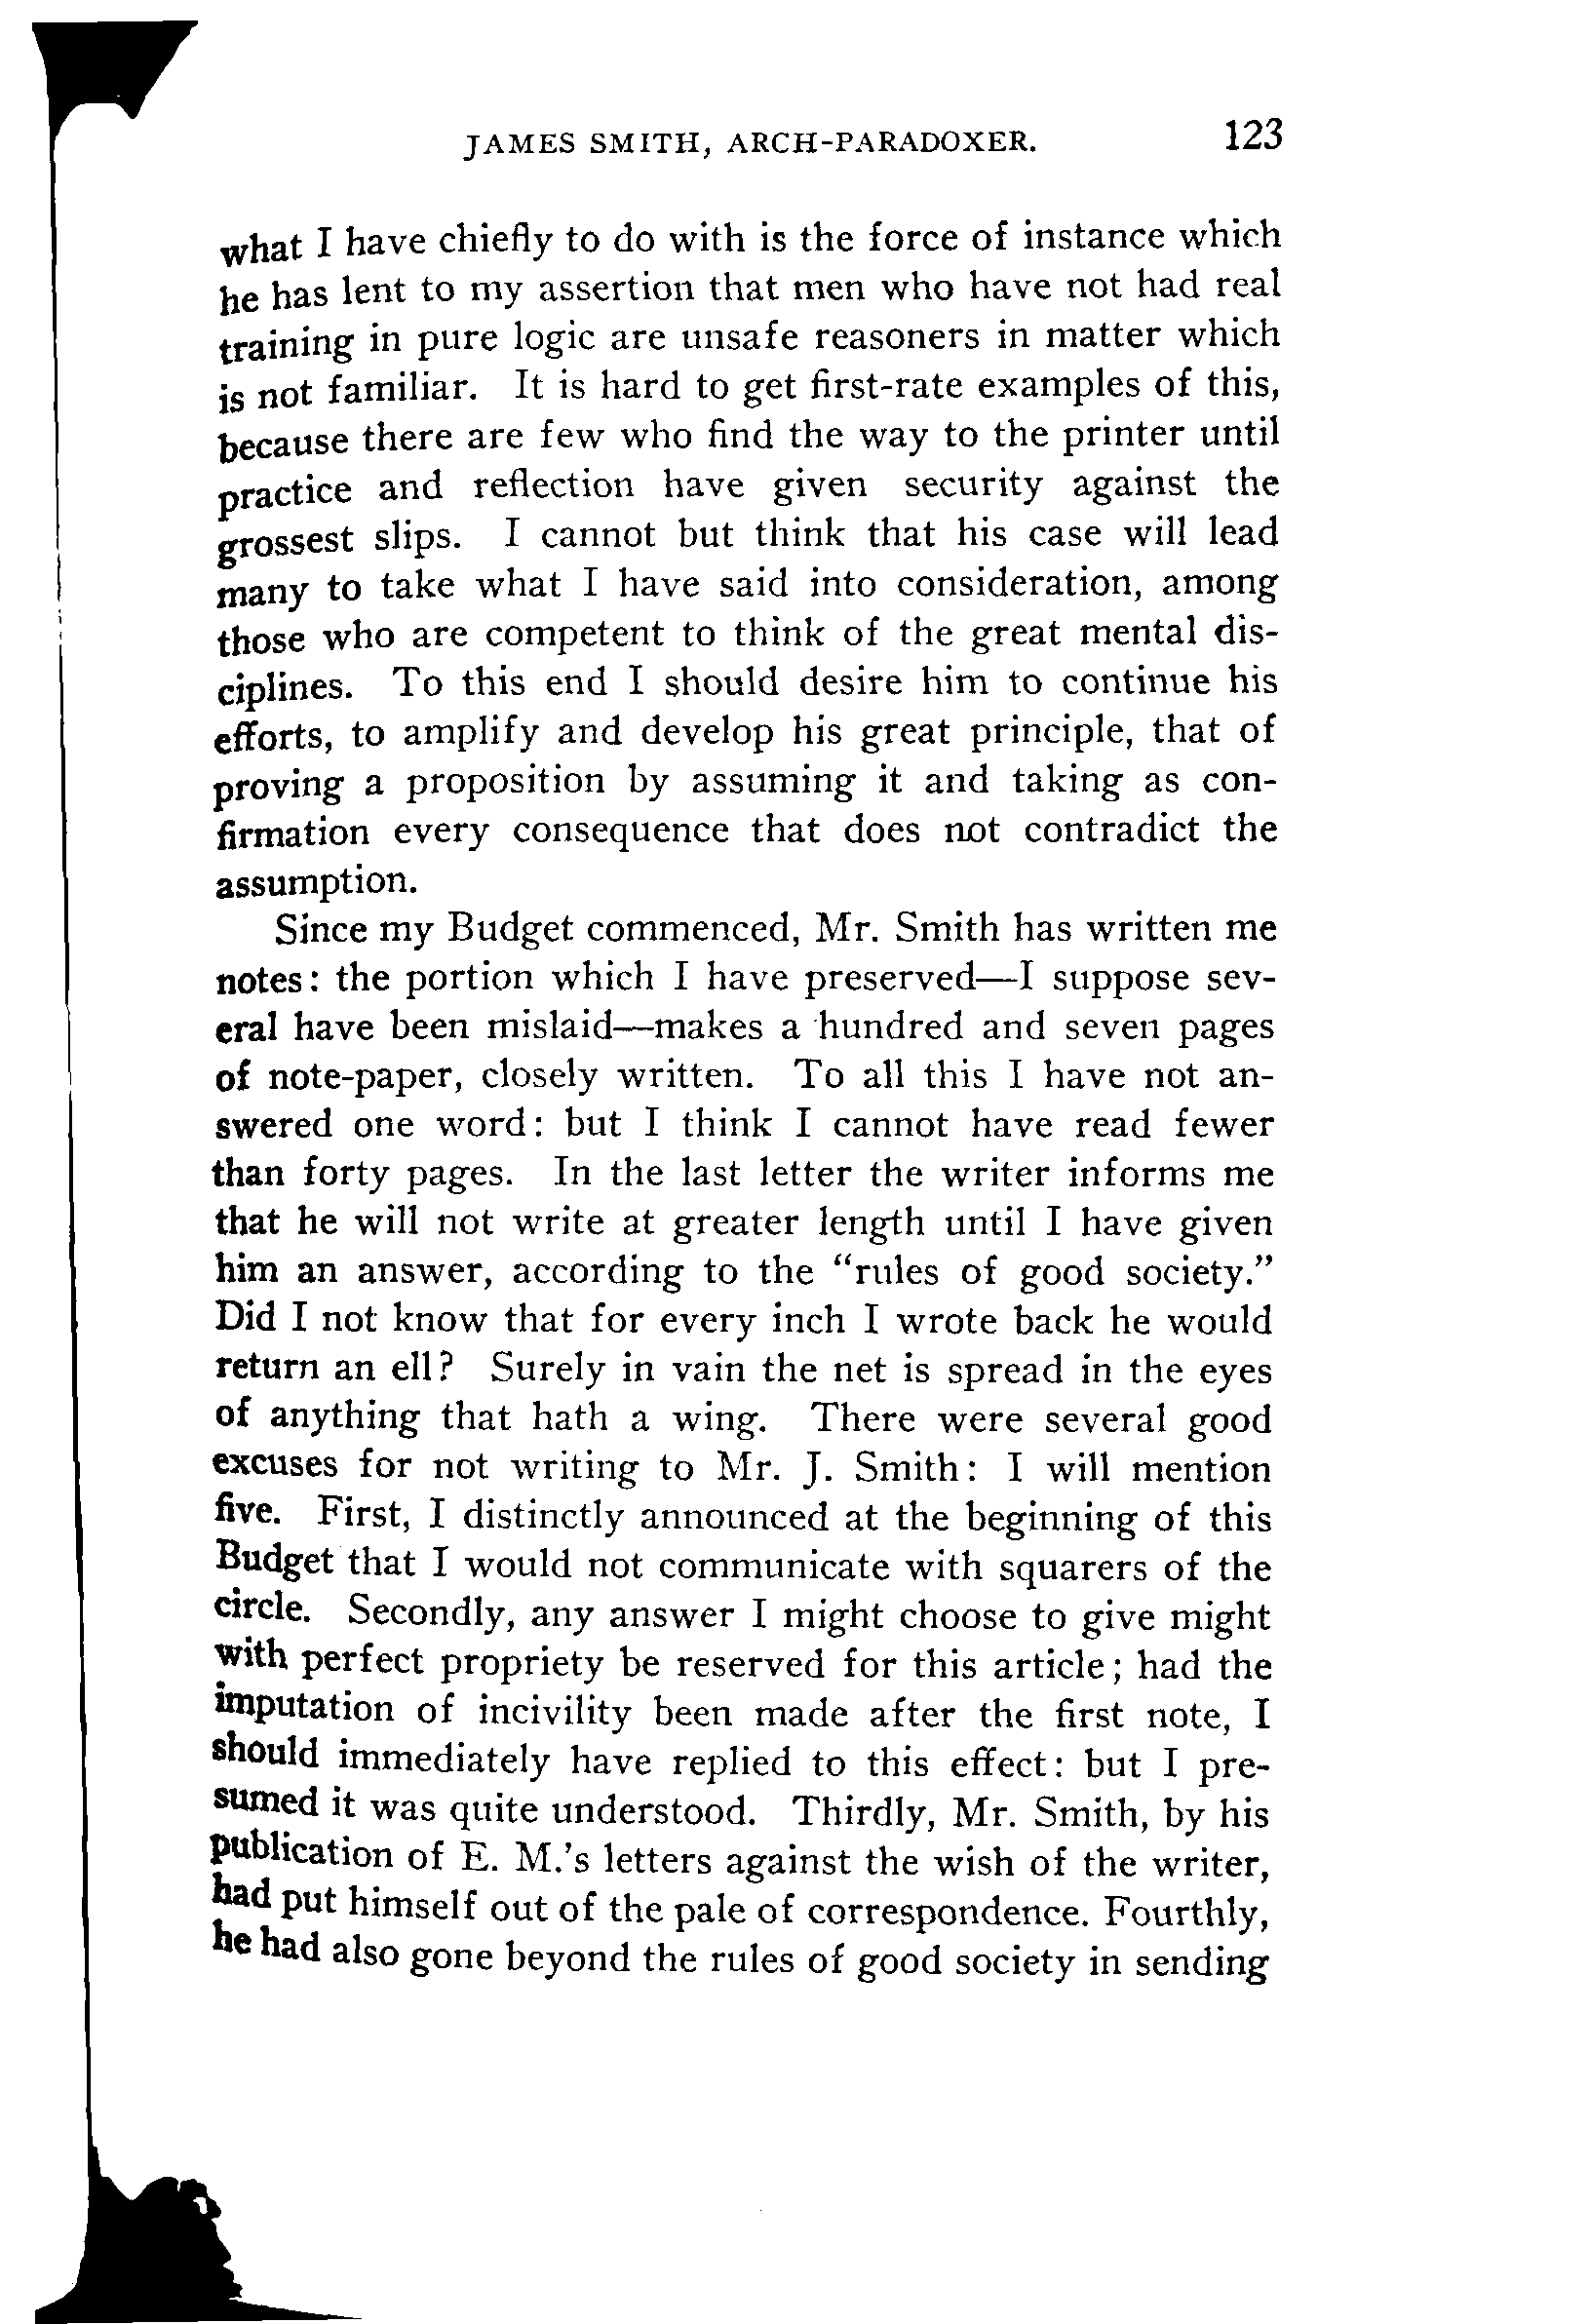 JAMES SMITH, ARCH-PARADOXER. 123
what I have chiefly to do with is the force of instance which
he has lent to my assertion that men who have not had real
training in pure logic are unsafe reasoners in matter which
is not familiar. It is hard to get first-rate examples of this,
because there are few who find the way to the printer until
practice and reflection have given security against the
grossest slips. I cannot but think that his case will lead
many to take what I have said into consideration, among
those who are competent to think of the great mental dis-
ciplines. To this end I should desire him to continue his
efforts, to amplify and develop his great principle, that of
proving a proposition by assuming it and taking as con-
firmation every consequence that does not contradict the
assumption.
Since my Budget commenced, Mr. Smith has written me
notes: the portion which I have preserved—I suppose sev-
eral have been mislaid—makes a hundred and seven pages
of note-paper, closely written. To all this I have not an-
swered one word: but I think I cannot have read fewer
than forty pages. In the last letter the writer informs me
that he will not write at greater length until I have given
him an answer, according to the “rules of good society.”
Did I not know that for every inch I wrote back he would
return an ell? Surely in vain the net is spread in the eyes
of anything that hath a wing. There were several good
excuses for not writing to Mr. J. Smith: I will mention
five. First, I distinctly announced at the beginning of this
Budget that I would not communicate with squarers of the
circle. Secondly, any answer I might choose to give might
with perfect propriety be reserved for this article; had the
imputation of incivility been made after the first note, I
should immediately have replied to this effect: but I pre-
sumed it was quite understood. Thirdly, Mr. Smith, by his
publication of E. M.’s letters against the wish of the writer,
had put himself out of the pale of correspondence. Fourthly,
he had also gone beyond the rules of good society in sending